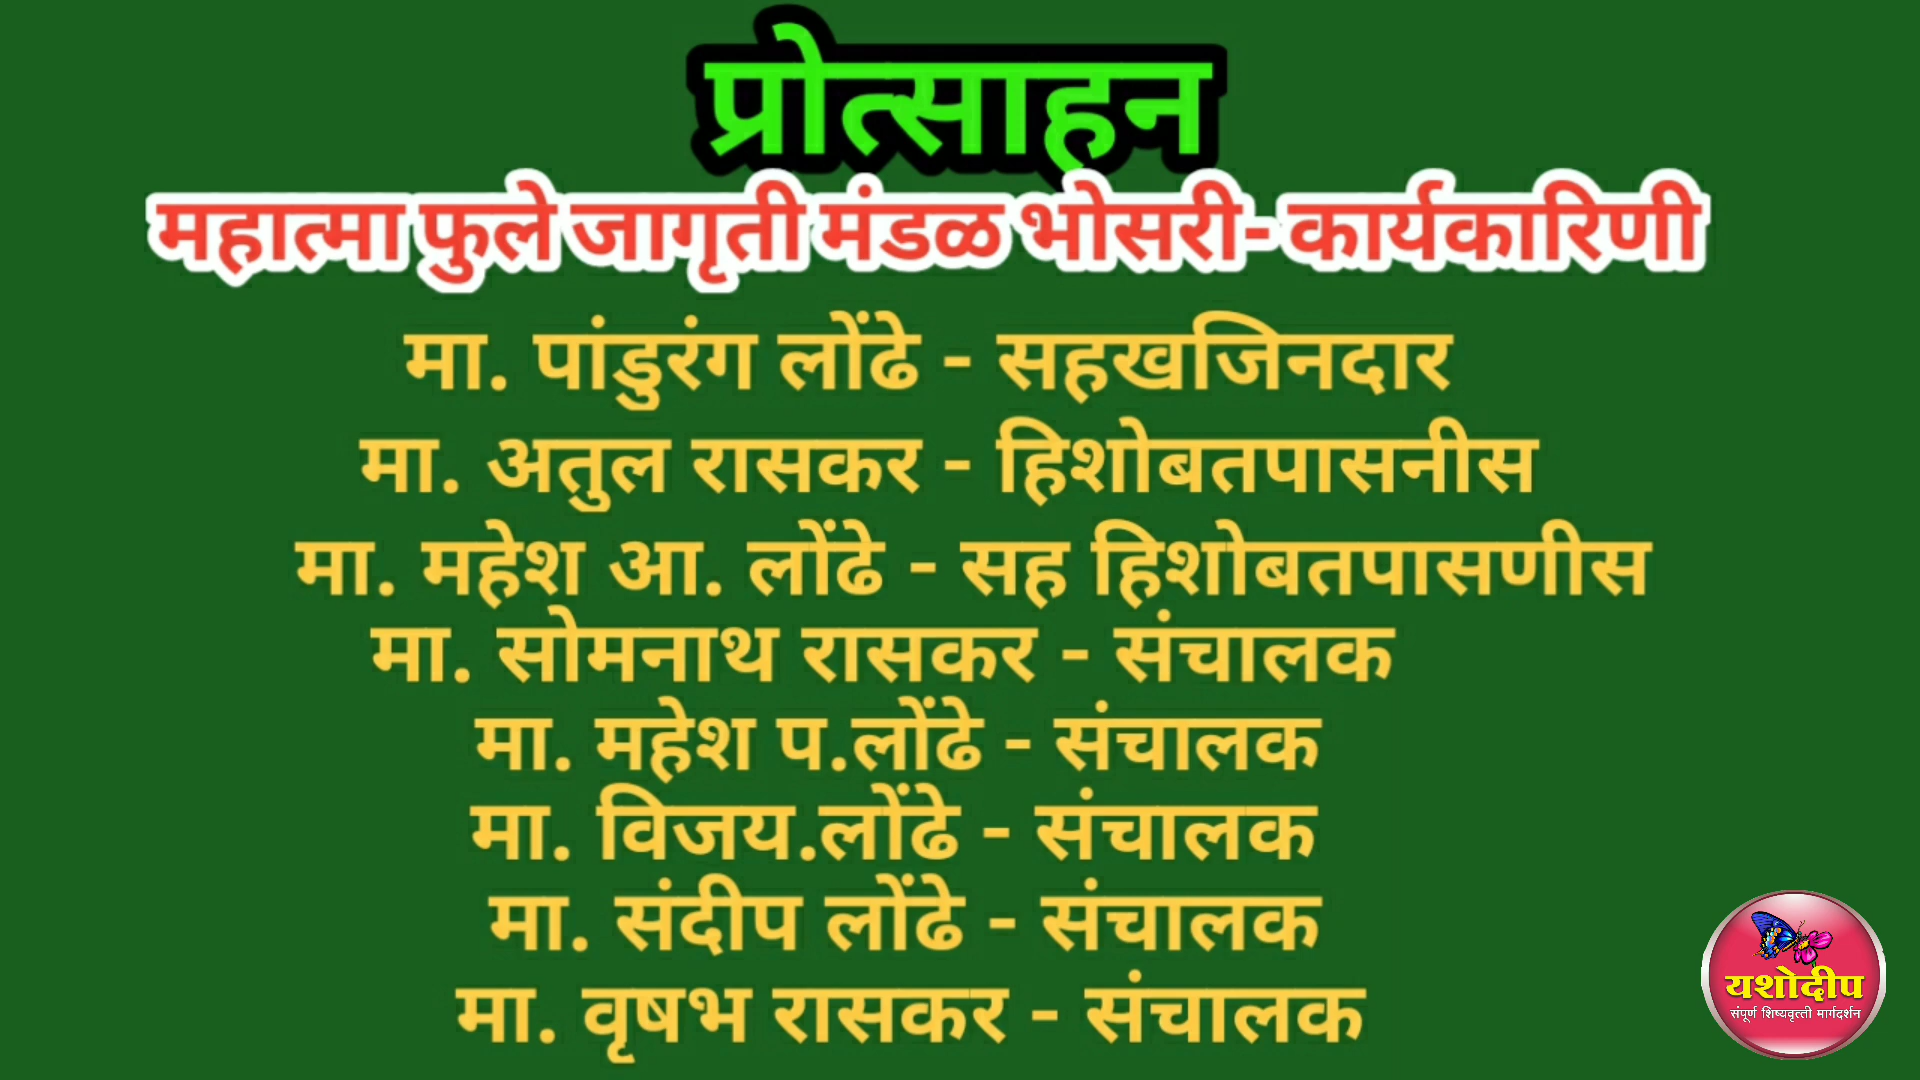 प्रोत्साहन
महात्मा फुले जागृती मंडळ भोसरी- कार्यकारिणी
मा. पांडुरंग लोंढे - सहखजिनदार
मा. अतुल रासकर - हिशोबतपासनीस
मा. महेश आ. लोंढे - सह हिशोबतपासणीस
मा. सोमनाथ रासकर - संचालक
मा. महेश प.लोंढे - संचालक
मा. विजय.लोंढे - संचालक
मा. संदीप लोंढे - संचालक
मा. वृषभ रासकर - संचालक
यशोदीप
संपूर्ण शिष्यवृत्ती मार्गदर्शन